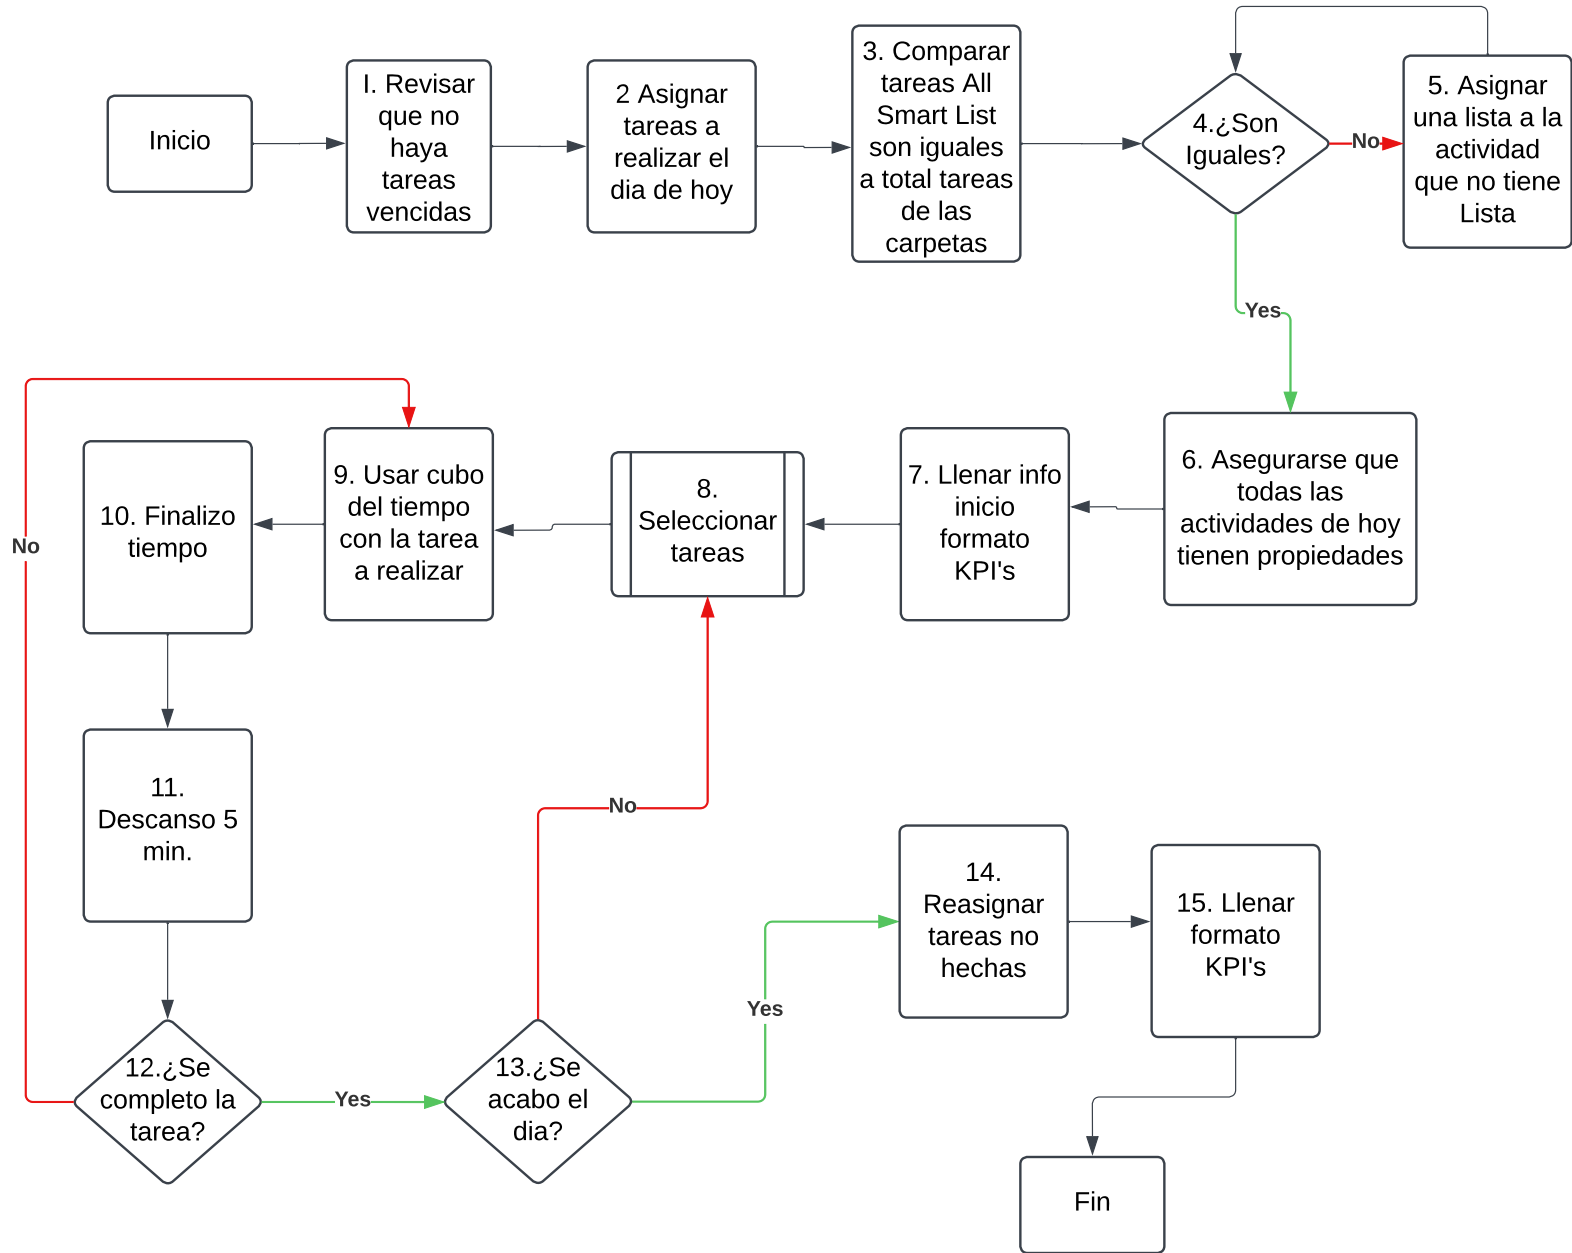 Inicio
I. Revisar
que no
haya
tareas
vencidas
2 Asignar
tareas a
realizar el
dia de hoy
3. Comparar
tareas All
Smart List
son iguales
a total tareas
de las
carpetas
4.¿Son
Iguales?
No
5. Asignar
una lista a la
actividad
que no tiene
Lista
Yes
6. Asegurarse que
todas las
actividades de hoy
tienen propiedades
7. Llenar info
inicio
formato
KPI's
8.
Seleccionar
tareas
9. Usar cubo
del tiempo
con la tarea
a realizar
10. Finalizo
tiempo
No
11.
Descanso 5
min.
12.¿Se
completo la
tarea?
Yes
13.¿Se
acabo el
dia?
No
Yes
14.
Reasignar
tareas no
hechas
15. Llenar
formato
KPI's
Fin